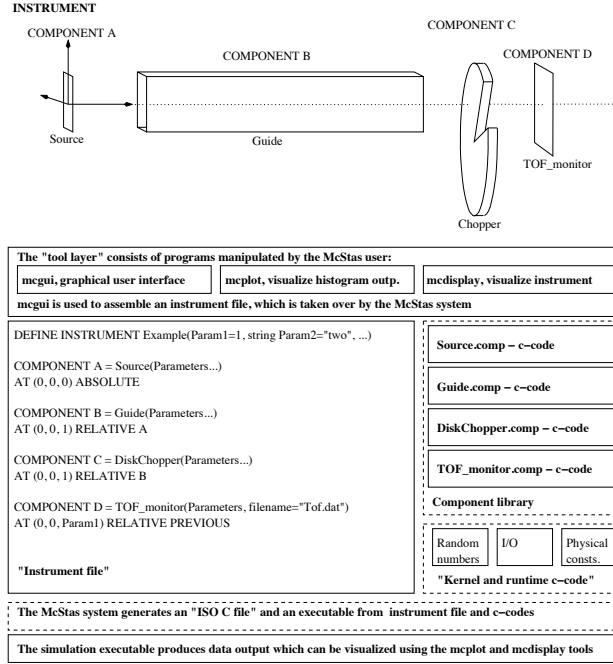 INSTRUMENT
COMPONENT A
COMPONENT B
COMPONENT C
COMPONENT D
Source
Guide
Chopper
TOF_monitor
The "tool layer" consists of programs manipulated by the McStas user:
mcgui, graphical user interface
mcplot, visualize histogram outp.
mcdisplay, visualize instrument
mcgui is used to assemble an instrument file, which is taken over by the McStas system
DEFINE INSTRUMENT Example(Param1=1, string Param2="two", ...)
COMPONENT A = Source(Parameters...)
AT (0, 0, 0) ABSOLUTE
COMPONENT B = Guide(Parameters...)
AT (0, 0, 1) RELATIVE A
COMPONENT C = DiskChopper(Parameters...)
AT (0, 0, 1) RELATIVE B
COMPONENT D = TOF_monitor(Parameters, filename="Tof.dat")
AT (0, 0, Param1) RELATIVE PREVIOUS
"Instrument file"
Source.comp − c−code
Guide.comp − c−code
DiskChopper.comp − c−code
TOF_monitor.comp − c−code
Component library
Random
numbers
I/O
Physical
consts.
"Kernel and runtime c−code"
The McStas system generates an "ISO C file" and an executable from instrument file and c−codes
The simulation executable produces data output which can be visualized using the mcplot and mcdisplay tools